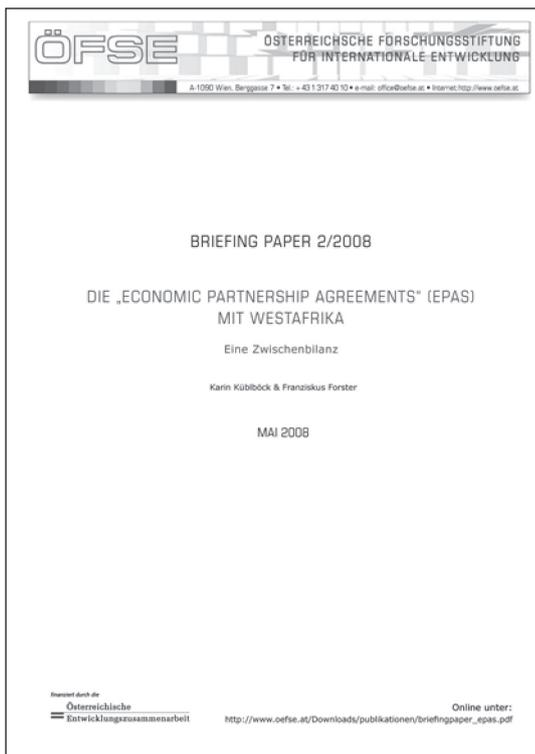 ÖFSE
ÖSTERREICHSCHE FORSCHUNGSSTIFTUNG
FÜR INTERNATIONALE ENTWICKLUNG
A-1090 Wien, Berggasse 7 • Tel.: + 43 1 317 40 10 • e-mail: office@oefse.at • Internet:http://www.oefse.at
BRIEFING PAPER 2/2008
DIE „ECONOMIC PARTNERSHIP AGREEMENTS“ (EPAS)
MIT WESTAFRIKA
Eine Zwischenbilanz
Karin Küblböck & Franziskus Forster
MAI 2008
finanziert durch die
Österreichische
Entwicklungszusammenarbeit
Online unter:
http://www.oefse.at/Downloads/publikationen/briefingpaper_epas.pdf